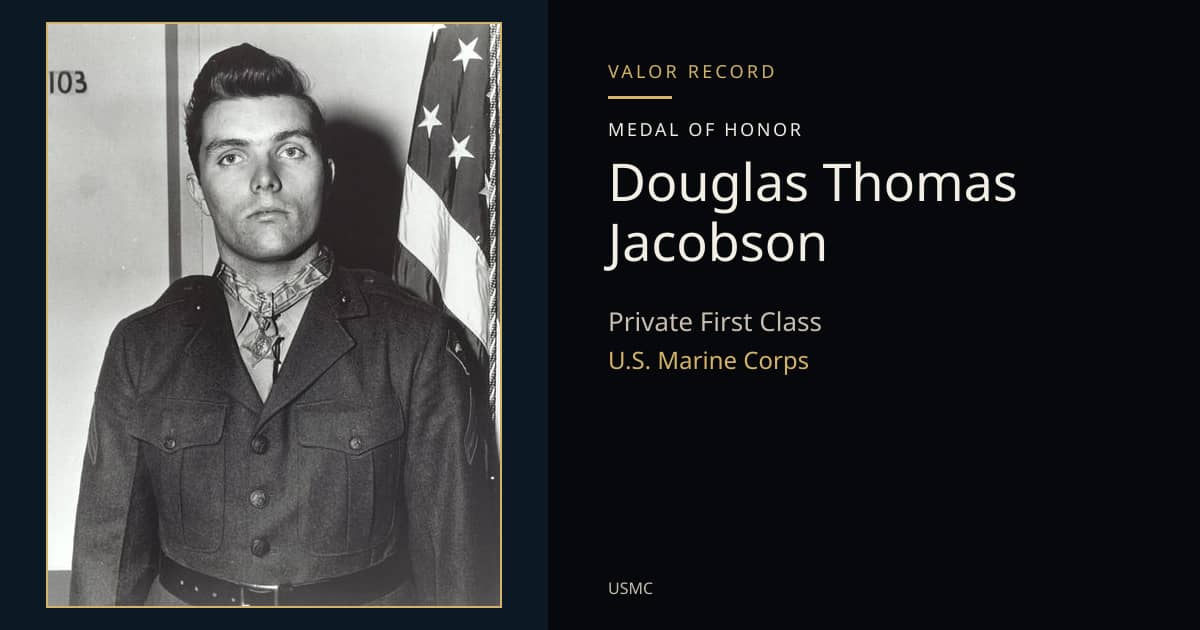 103
VALOR RECORD
MEDAL OF HONOR
Douglas Thomas
Jacobson
Private First Class
U.S. Marine Corps
USMC